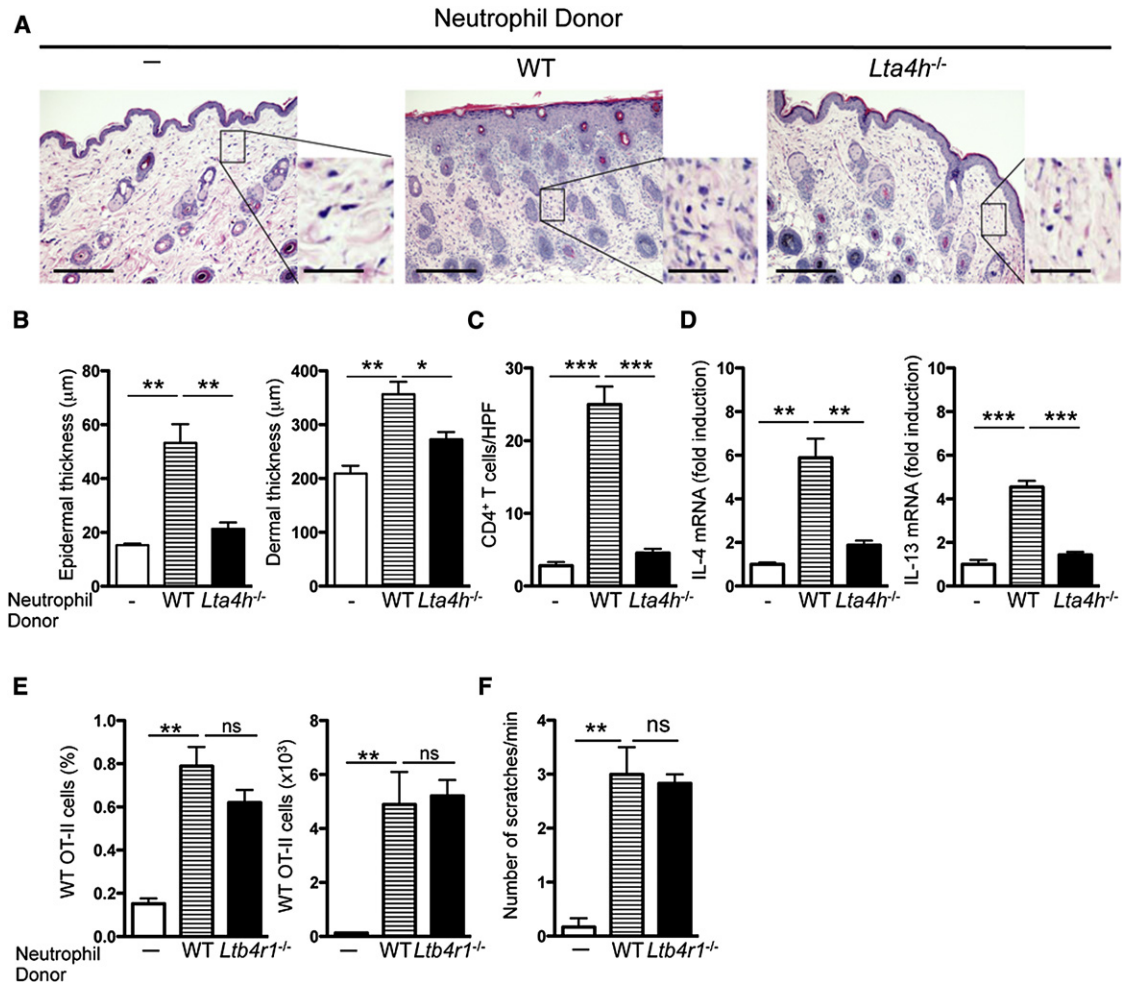 A
Neutrophil Donor
–
WT
Lta4h-/-
B
Epidermal thickness (μm)
80
60
40
20
0
** **
- WT Lta4h-/-
Neutrophil
Donor
Dermal thickness (μm)
400
300
200
100
0
** *
- WT Lta4h-/-
C
CD4+ T cells/HPF
30
20
10
0
*** ***
- WT Lta4h-/-
D
IL-4 mRNA (fold induction)
10
8
6
4
2
0
** **
- WT Lta4h-/-
IL-13 mRNA (fold induction)
10
8
6
4
2
0
*** ***
- WT Lta4h-/-
E
WT OT-II cells (%)
1.0
0.8
0.6
0.4
0.2
0.0
** ns
– WT Ltb4r1-/-
Neutrophil
Donor
WT OT-II cells (x10³)
8
6
4
2
0
** ns
– WT Ltb4r1-/-
F
Number of scratches/min
4
3
2
1
0
** ns
– WT Ltb4r1-/-